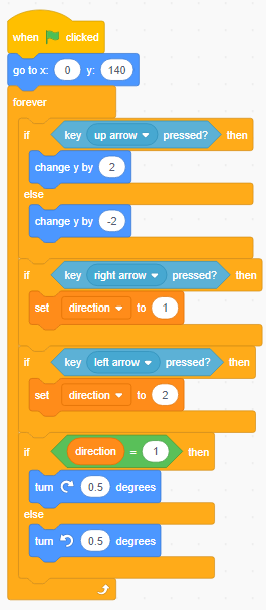 when clicked
go to x: 0 y: 140
forever
if key up arrow pressed? then
change y by 2
else
change y by -2
if key right arrow pressed? then
set direction to 1
if key left arrow pressed? then
set direction to 2
if direction = 1 then
turn 0.5 degrees
else
turn 0.5 degrees